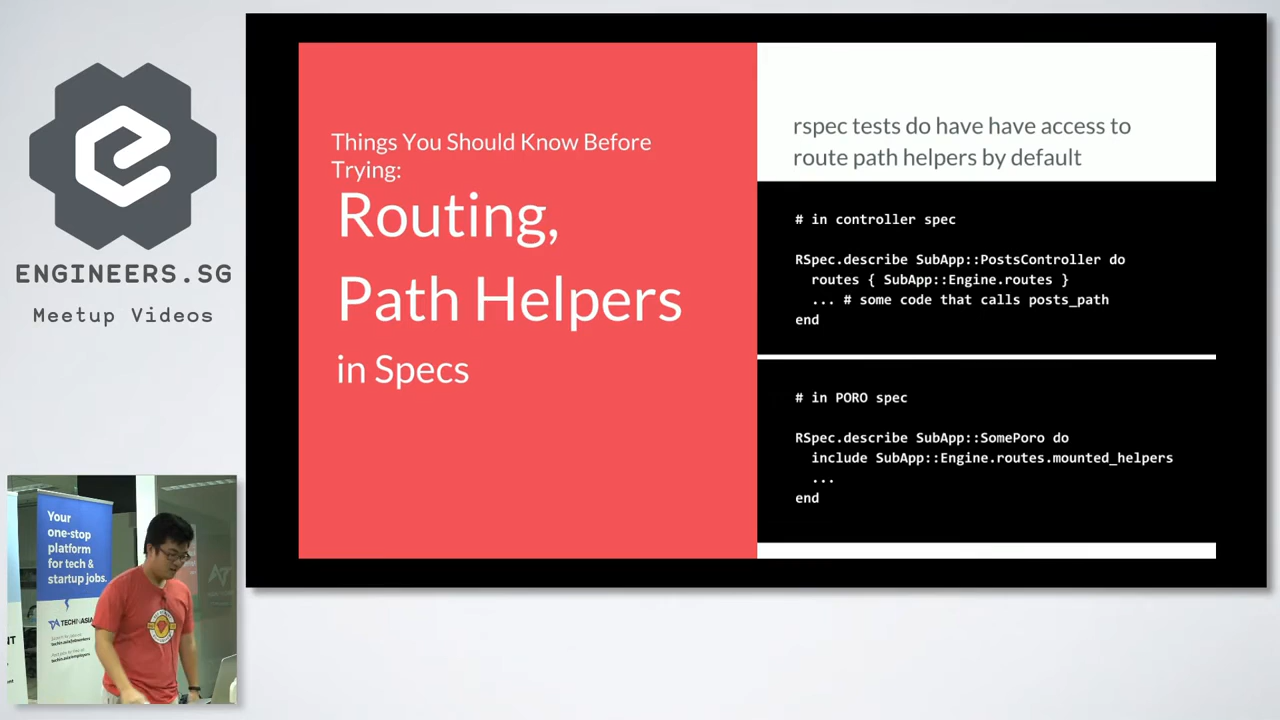 ENGINEERS.SG
Meetup Videos
Things You Should Know Before
Trying:
Routing,
Path Helpers
in Specs
rspec tests do have have access to
route path helpers by default
# in controller spec
RSpec.describe SubApp::PostsController do
routes { SubApp::Engine.routes }
... # some code that calls posts_path
end
# in PORO spec
RSpec.describe SubApp::SomePoro do
include SubApp::Engine.routes.mounted_helpers
...
end
Your
one-stop
platform
for tech &
startup jobs.
TECHINASIA